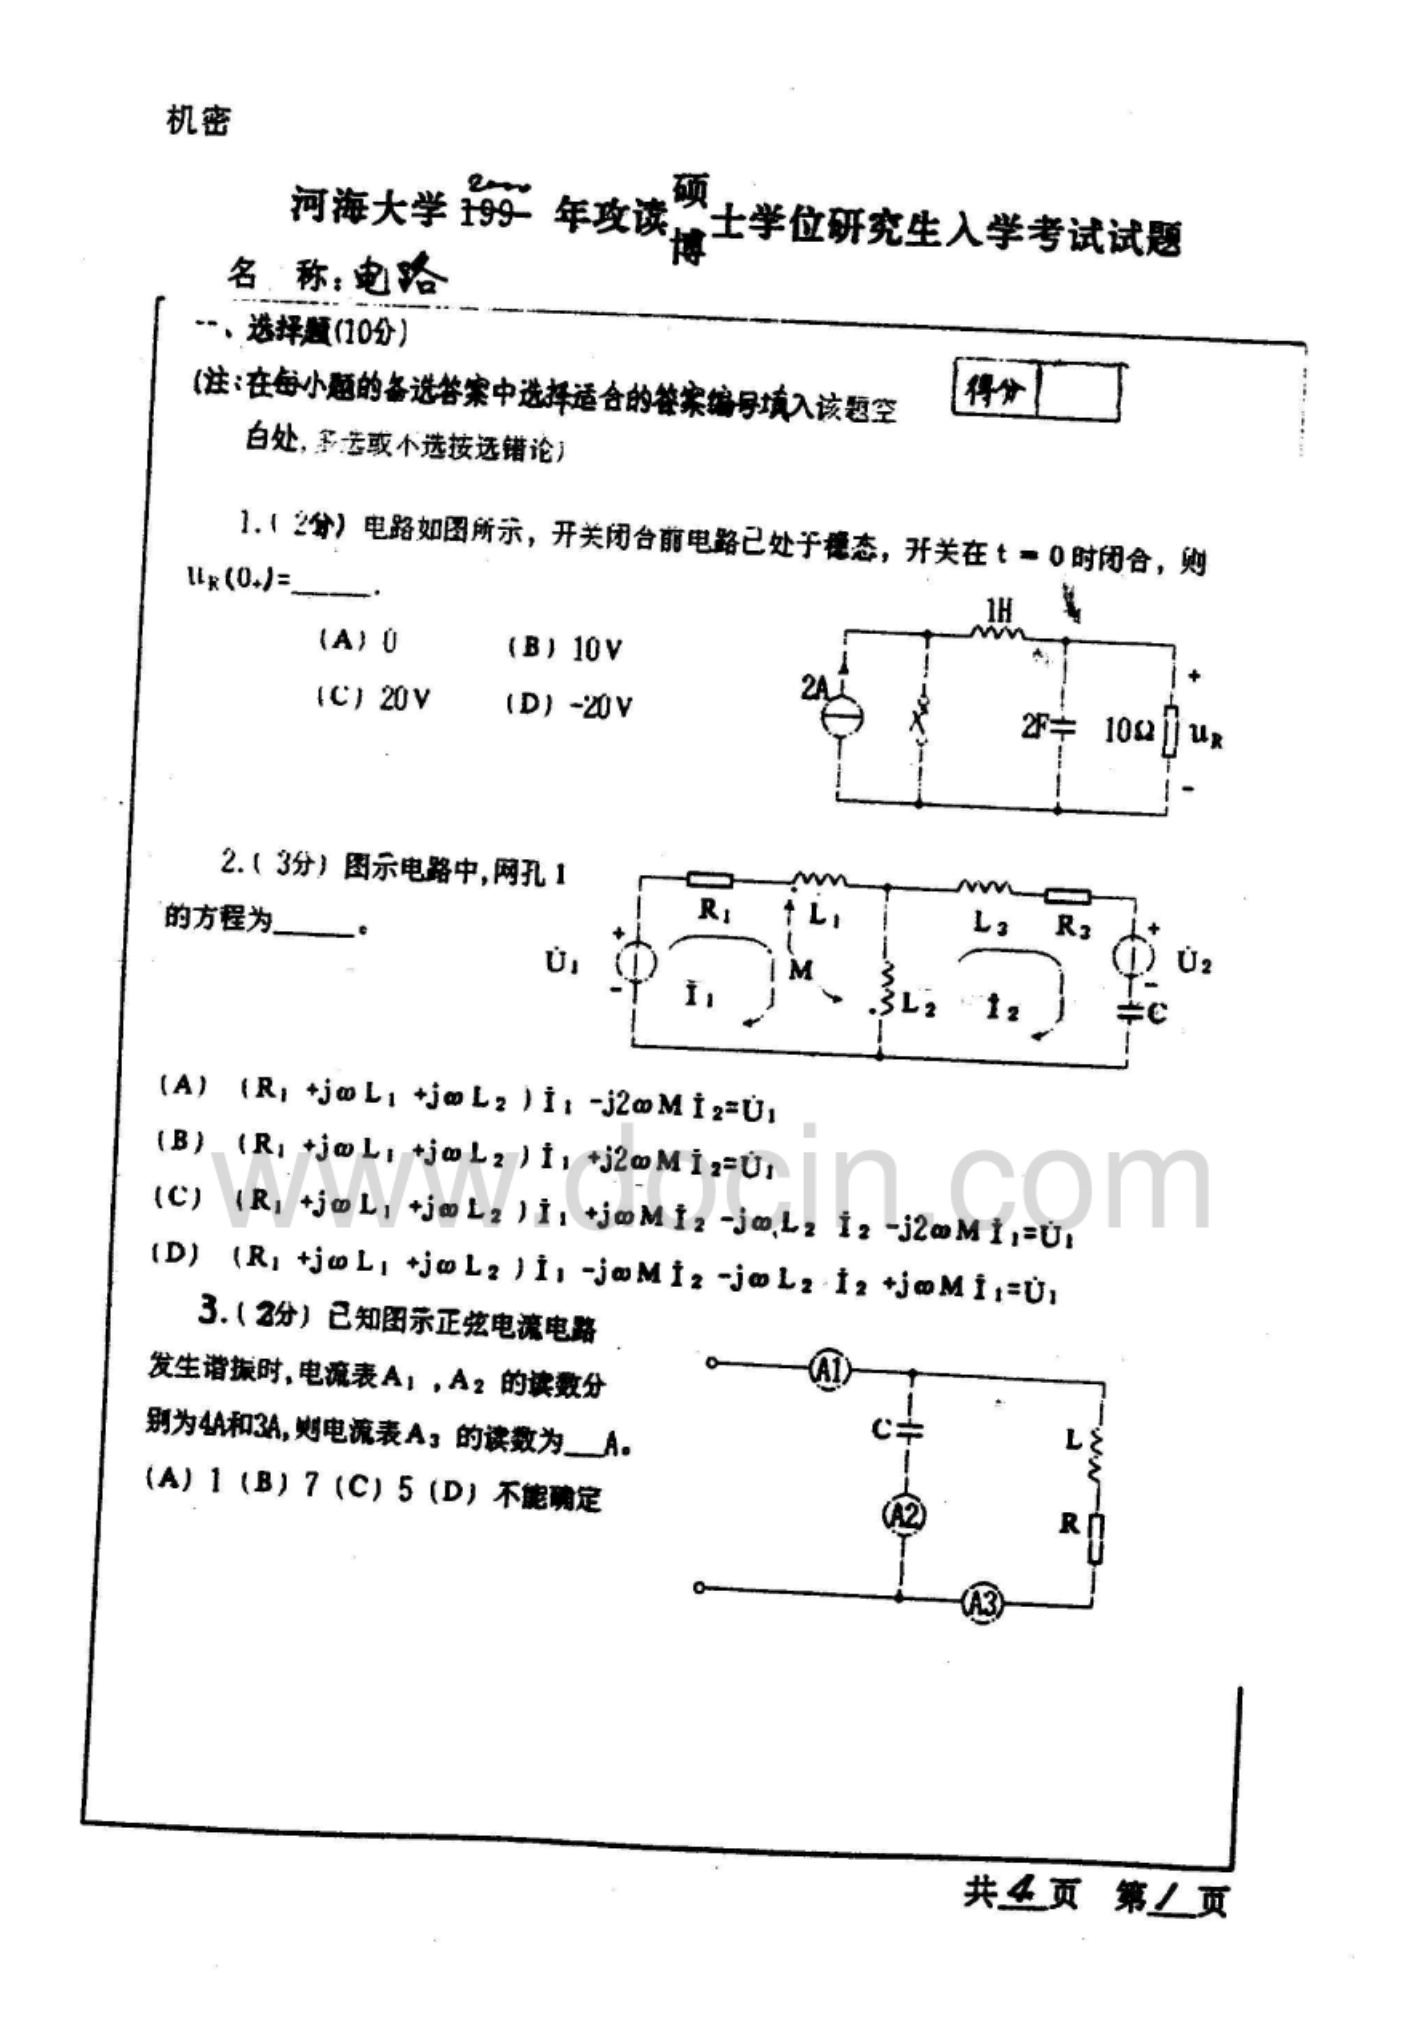 机密
2000
河海大学 199 年攻读硕博士学位研究生入学考试试题
名 称：电路
一、选择题(10分)
得分
(注：在每小题的备选答案中选择适合的答案编号填入该题空
白处,多选或不选按选错论)
1.(2分) 电路如图所示，开关闭合前电路已处于稳态，开关在 t = 0时闭合，则
uR(0+)=_____.
(A) 0 (B) 10V
(C) 20V (D) -20V
1H
2A
2F
10Ω
+
uR
-
2.(3分) 图示电路中,网孔1
的方程为_____。
R₁ L₁ L₃ R₃
U̇₁ + - İ₁ M L₂ İ₂ + - U̇₂
C
(A) (R₁ +jωL₁ +jωL₂)İ₁ -j2ωMİ₂=U̇₁
(B) (R₁ +jωL₁ +jωL₂)İ₁ +j2ωMİ₂=U̇₁
(C) (R₁ +jωL₁ +jωL₂)İ₁ +jωMİ₂ -jωL₂ İ₂ -j2ωMİ₁=U̇₁
(D) (R₁ +jωL₁ +jωL₂)İ₁ -jωMİ₂ -jωL₂ İ₂ +jωMİ₁=U̇₁
www.docin.com
3.(2分) 已知图示正弦电流电路
发生谐振时,电流表A₁ ,A₂ 的读数分
别为4A和3A,则电流表A₃ 的读数为___A。
(A) 1 (B) 7 (C) 5 (D) 不能确定
A1
C
L
A2
R
A3
共4页 第1页